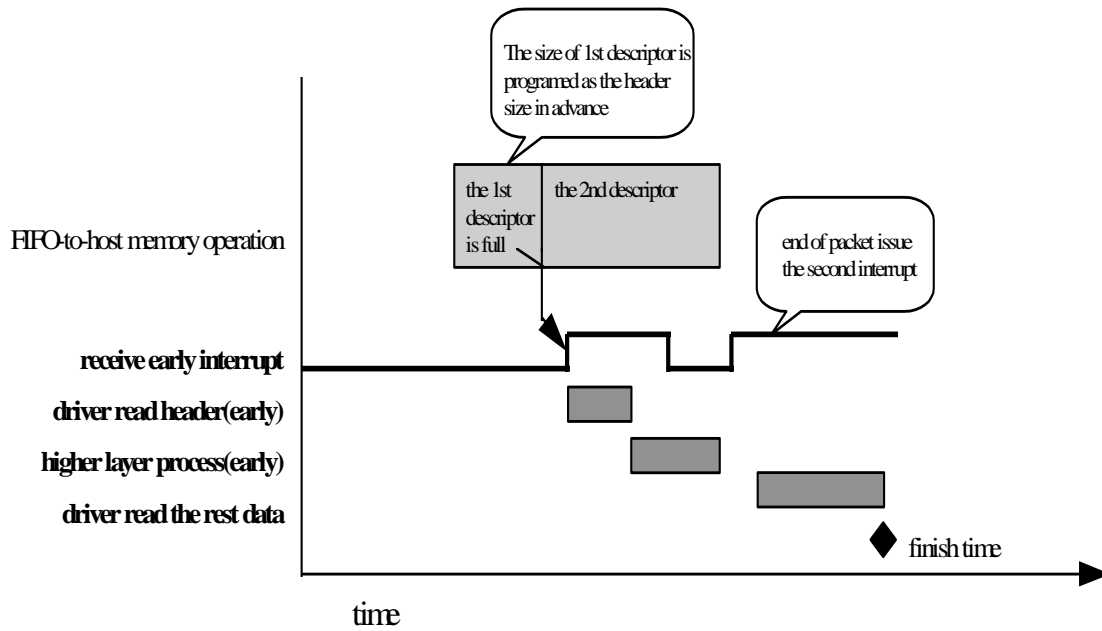 The size of 1st descriptor is
programed as the header
size in advance
the 1st
descriptor
is full
the 2nd descriptor
FIFO-to-host memory operation
end of packet issue
the second interrupt
receive early interrupt
driver read header(early)
higher layer process(early)
driver read the rest data
finish time
time